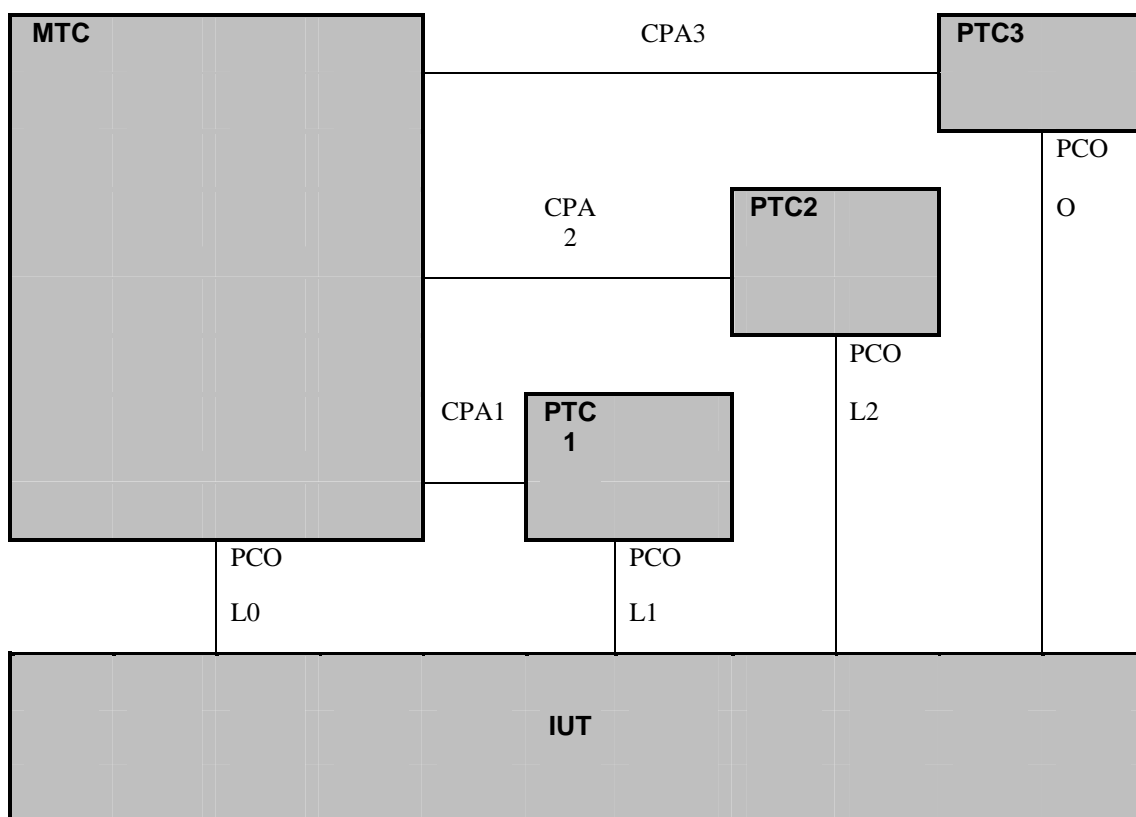 MTC
CPA3
PTC3
PCO
O
CPA
2
PTC2
PCO
L2
CPA1
PTC
1
PCO
L0
PCO
L1
IUT